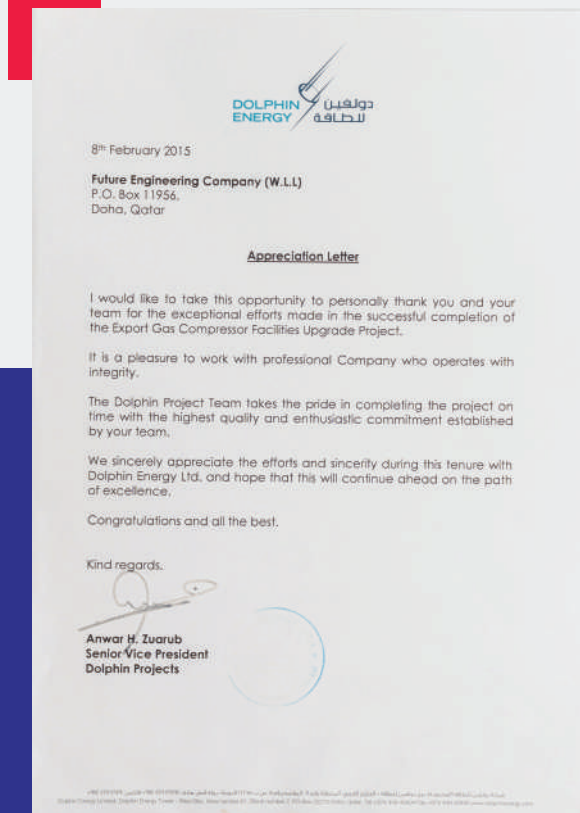 DOLPHIN دولفين
ENERGY للطاقة
8th February 2015
Future Engineering Company (W.L.L)
P.O. Box 11956,
Doha, Qatar
Appreciation Letter
I would like to take this opportunity to personally thank you and your
team for the exceptional efforts made in the successful completion of
the Export Gas Compressor Facilities Upgrade Project.
It is a pleasure to work with professional Company who operates with
integrity.
The Dolphin Project Team takes the pride in completing the project on
time with the highest quality and enthusiastic commitment established
by your team.
We sincerely appreciate the efforts and sincerity during this tenure with
Dolphin Energy Ltd. and hope that this will continue ahead on the path
of excellence.
Congratulations and all the best.
Kind regards.
Anwar H. Zuarub
Senior Vice President
Dolphin Projects